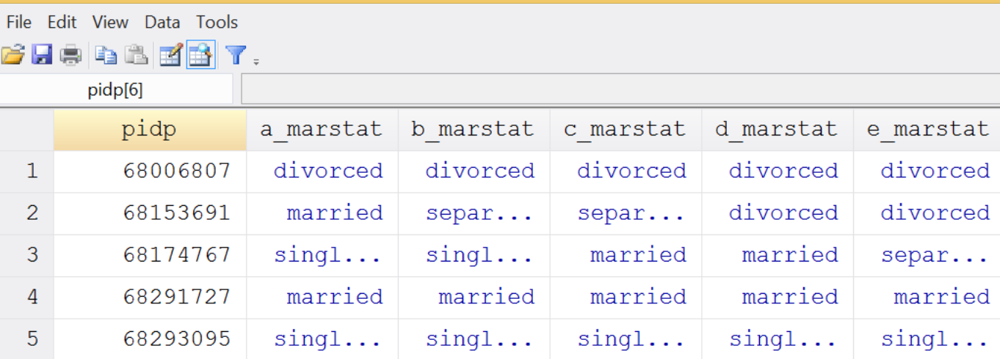 File Edit View Data Tools
pidp[6]
pidp a_marstat b_marstat c_marstat d_marstat e_marstat
1 68006807 divorced divorced divorced divorced divorced
2 68153691 married separ... separ... divorced divorced
3 68174767 singl... singl... married married separ...
4 68291727 married married married married married
5 68293095 singl... singl... singl... singl... singl...